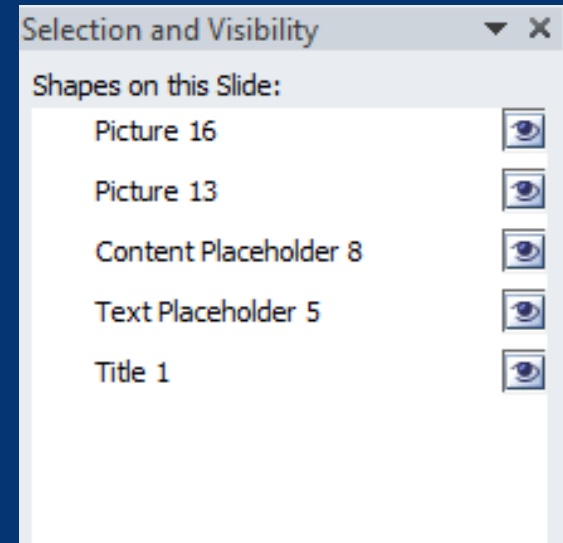 Selection and Visibility
Shapes on this Slide:
Picture 16
Picture 13
Content Placeholder 8
Text Placeholder 5
Title 1